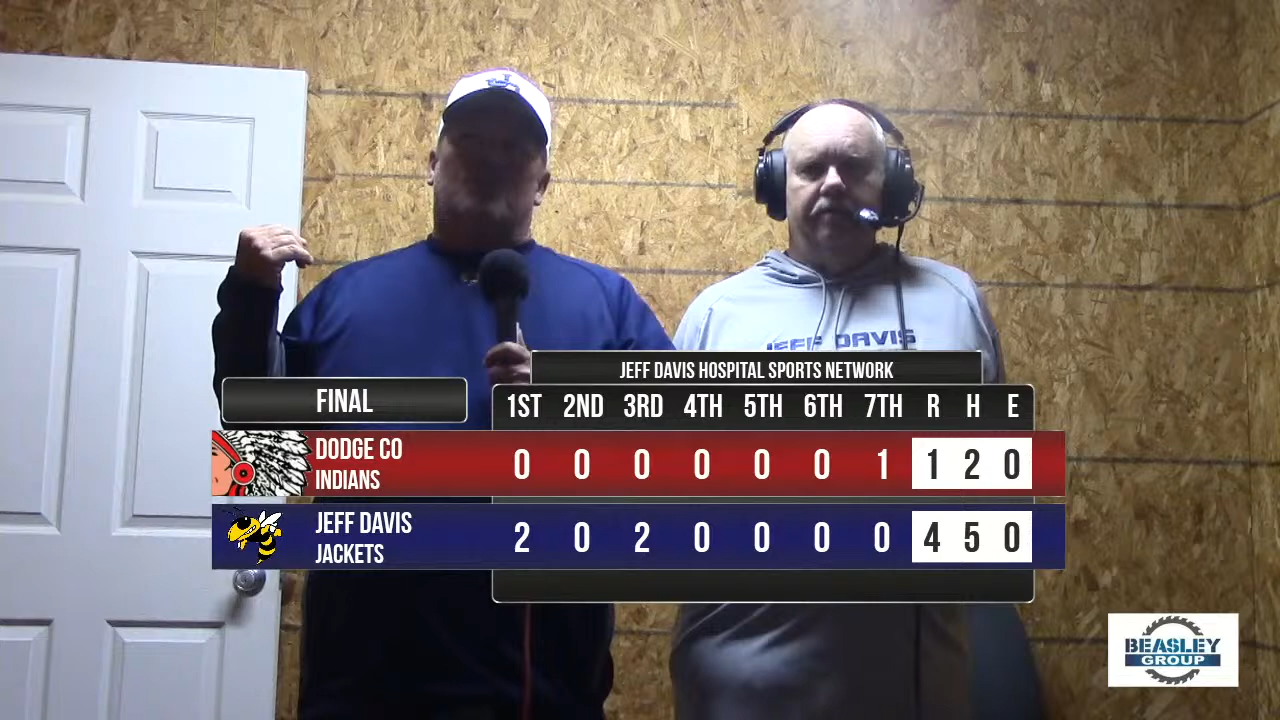 JEFF DAVIS
JEFF DAVIS HOSPITAL SPORTS NETWORK
FINAL
1ST 2ND 3RD 4TH 5TH 6TH 7TH R H E
DODGE CO
INDIANS
0 0 0 0 0 0 1 1 2 0
JEFF DAVIS
JACKETS
2 0 2 0 0 0 0 4 5 0
BEASLEY
GROUP